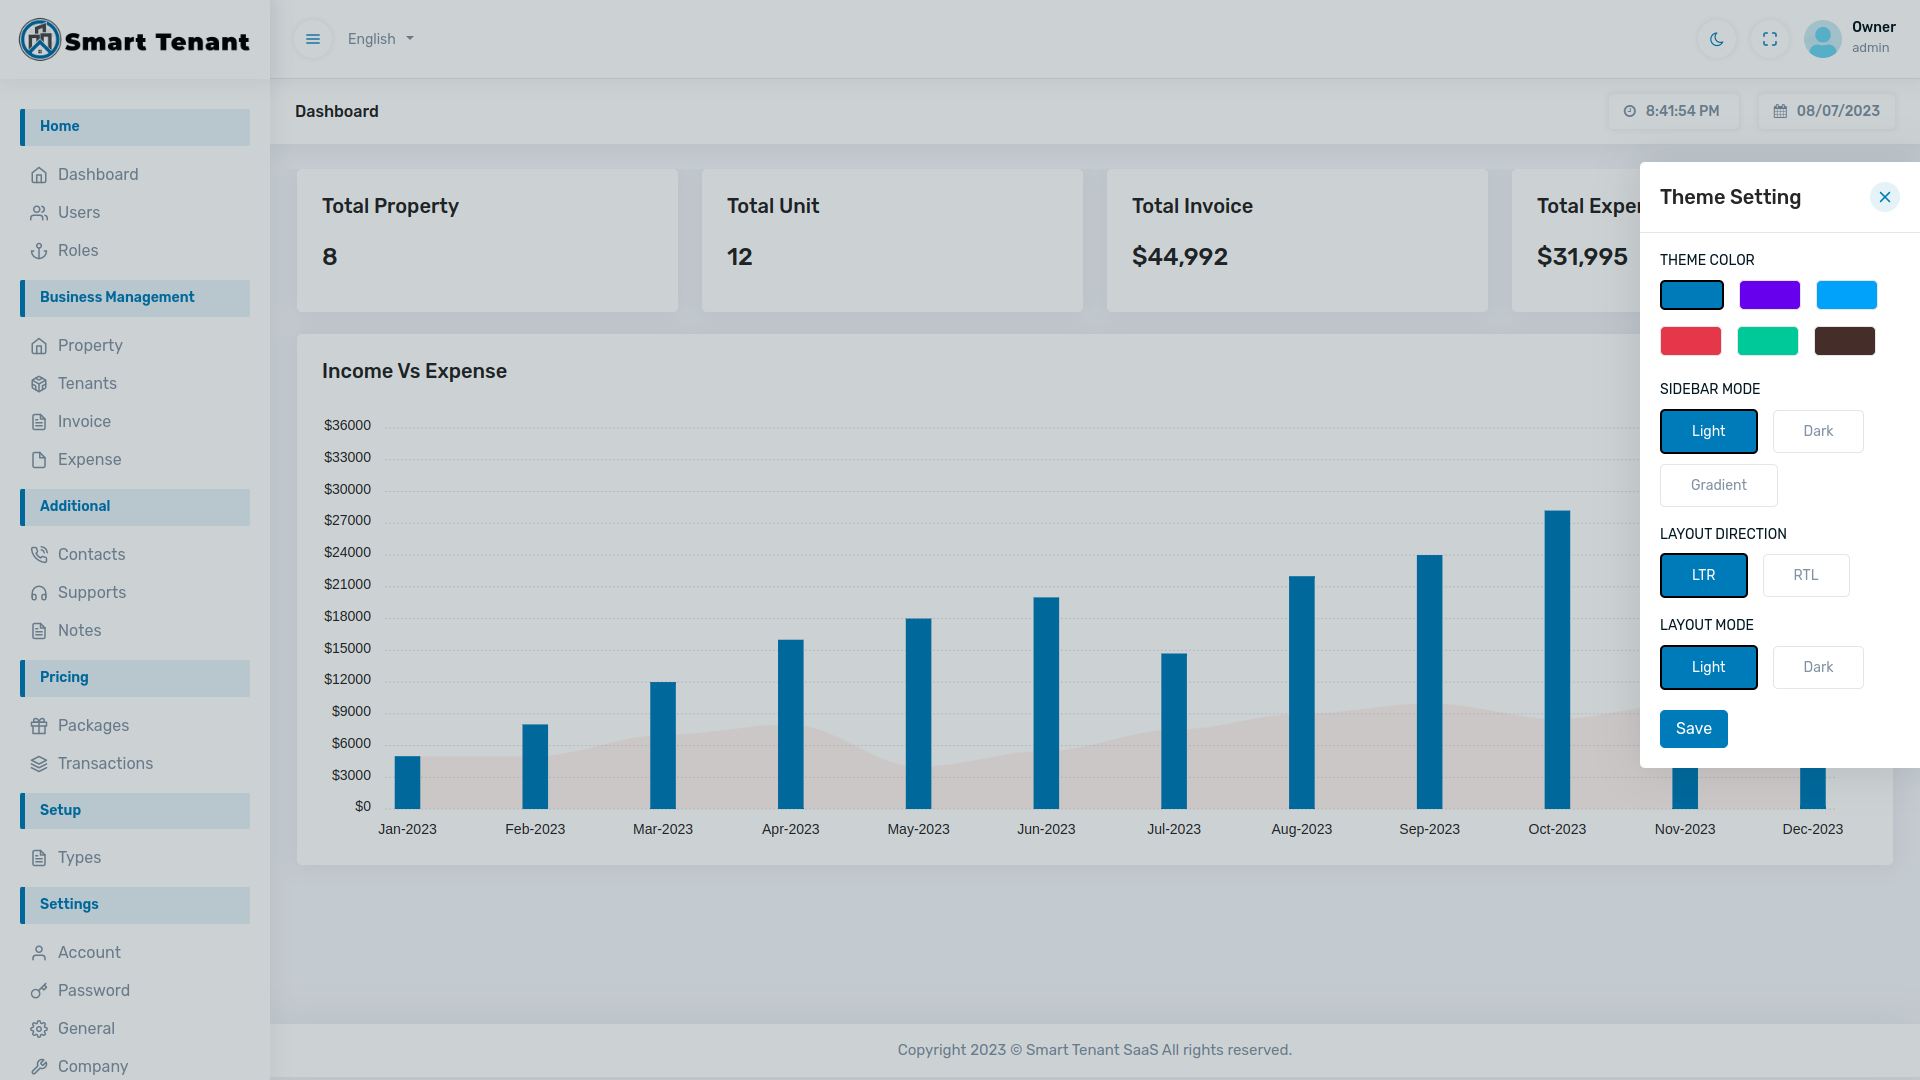 Smart Tenant
English
Owner
admin
Dashboard
8:41:54 PM
08/07/2023
Home
Dashboard
Users
Roles
Business Management
Property
Tenants
Invoice
Expense
Additional
Contacts
Supports
Notes
Pricing
Packages
Transactions
Setup
Types
Settings
Account
Password
General
Company
Total Property
8
Total Unit
12
Total Invoice
$44,992
Total Exper
$31,995
Income Vs Expense
$36000
$33000
$30000
$27000
$24000
$21000
$18000
$15000
$12000
$9000
$6000
$3000
$0
Jan-2023 Feb-2023 Mar-2023 Apr-2023 May-2023 Jun-2023 Jul-2023 Aug-2023 Sep-2023 Oct-2023 Nov-2023 Dec-2023
Theme Setting
THEME COLOR
SIDEBAR MODE
Light Dark
Gradient
LAYOUT DIRECTION
LTR RTL
LAYOUT MODE
Light Dark
Save
Copyright 2023 © Smart Tenant SaaS All rights reserved.